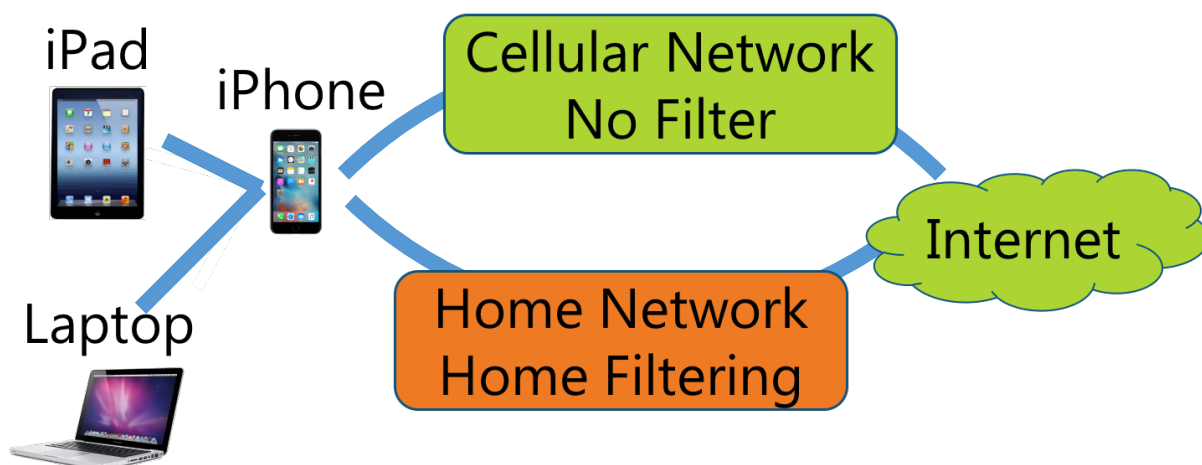 iPad
iPhone
Cellular Network
No Filter
Internet
Laptop
Home Network
Home Filtering